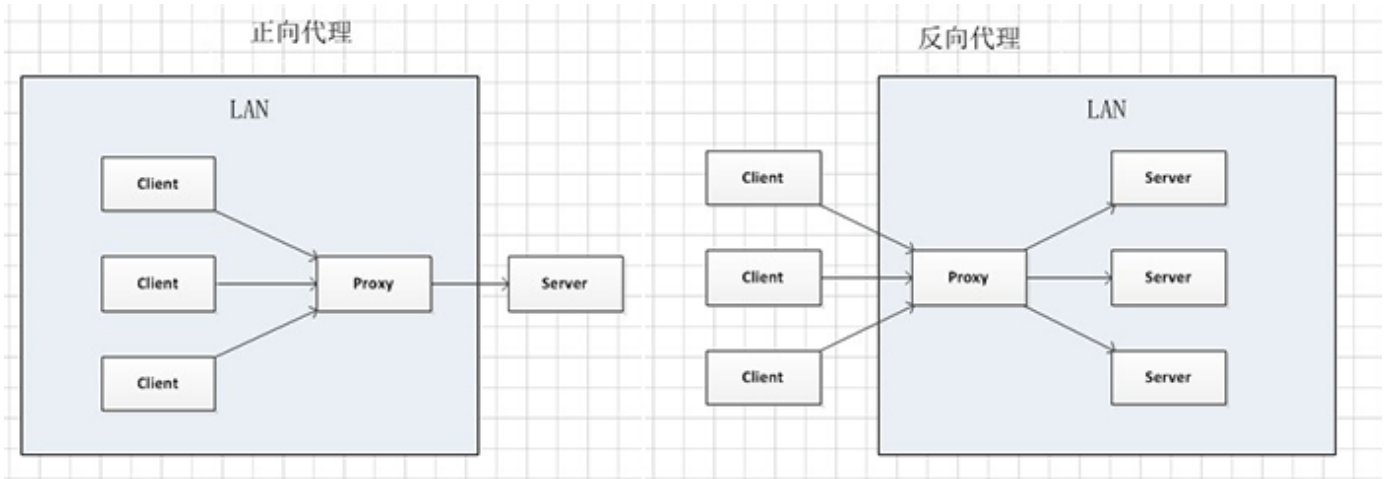 正向代理
LAN
Client
Client
Client
Proxy
Server
反向代理
LAN
Client
Client
Client
Proxy
Server
Server
Server